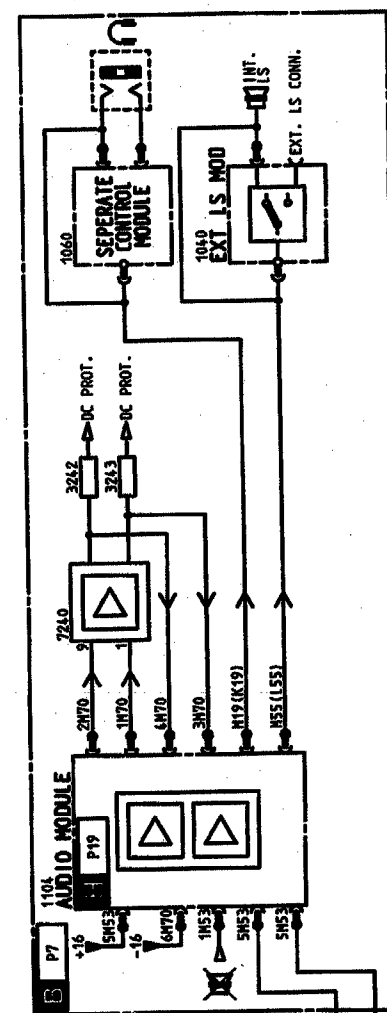 INT.
LS
EXT. LS CONN.
1060
SEPERATE
CONTROL
MODULE
1040
EXT LS MOD
DC PROT.
DC PROT.
3242
3243
7240
9
1
2M70
1M70
4M70
3M70
M19(K19)
M55(L55)
1104
AUDIO MODULE
P19
B
P7
+16
5M53
-16
6M70
1M53
5M53
5M53